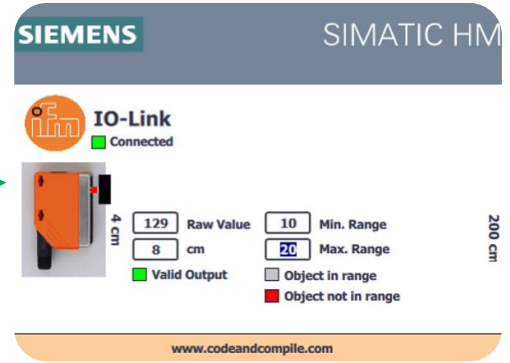 SIEMENS SIMATIC HM
ifm IO-Link
Connected
4 cm
129 Raw Value 10 Min. Range
8 cm 20 Max. Range
200 cm
Valid Output Object in range
Object not in range
www.codeandcompile.com